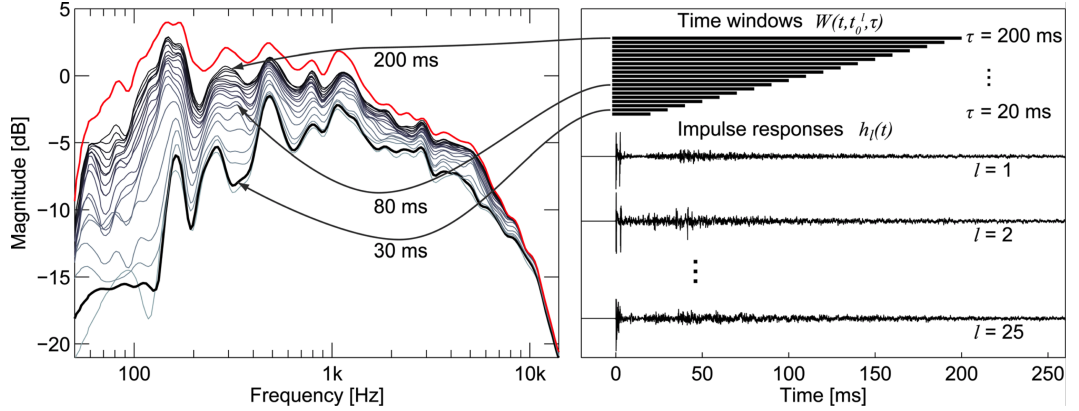 5
0
−5
−10
−15
−20
Magnitude [dB]
100
1k
10k
Frequency [Hz]
200 ms
80 ms
30 ms
Time windows W(t,t₀ˡ,τ)
τ = 200 ms
⋮
τ = 20 ms
Impulse responses hₗ(t)
l = 1
l = 2
⋮
l = 25
0
50
100
150
200
250
Time [ms]